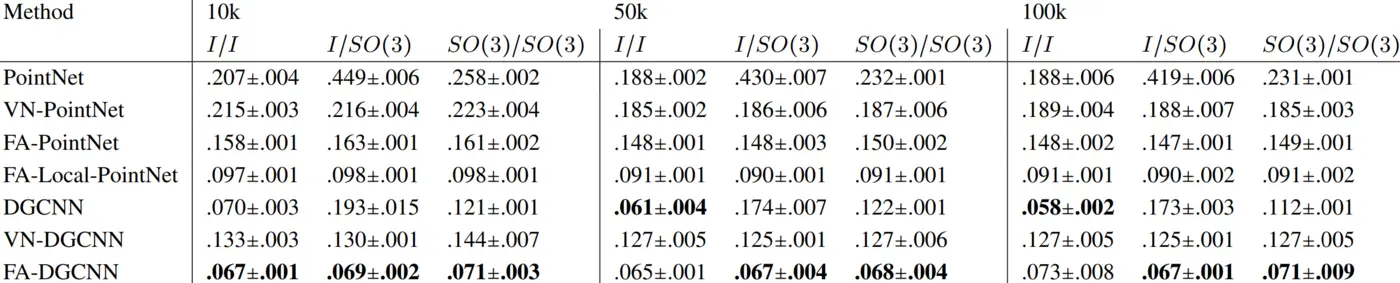 Method 10k 50k 100k
I/I I/SO(3) SO(3)/SO(3) I/I I/SO(3) SO(3)/SO(3) I/I I/SO(3) SO(3)/SO(3)
PointNet .207±.004 .449±.006 .258±.002 .188±.002 .430±.007 .232±.001 .188±.006 .419±.006 .231±.001
VN-PointNet .215±.003 .216±.004 .223±.004 .185±.002 .186±.006 .187±.006 .189±.004 .188±.007 .185±.003
FA-PointNet .158±.001 .163±.001 .161±.002 .148±.001 .148±.003 .150±.002 .148±.002 .147±.001 .149±.001
FA-Local-PointNet .097±.001 .098±.001 .098±.001 .091±.001 .090±.001 .091±.001 .091±.001 .090±.002 .091±.002
DGCNN .070±.003 .193±.015 .121±.001 .061±.004 .174±.007 .122±.001 .058±.002 .173±.003 .112±.001
VN-DGCNN .133±.003 .130±.001 .144±.007 .127±.005 .125±.001 .127±.006 .127±.005 .125±.001 .127±.005
FA-DGCNN .067±.001 .069±.002 .071±.003 .065±.001 .067±.004 .068±.004 .073±.008 .067±.001 .071±.009